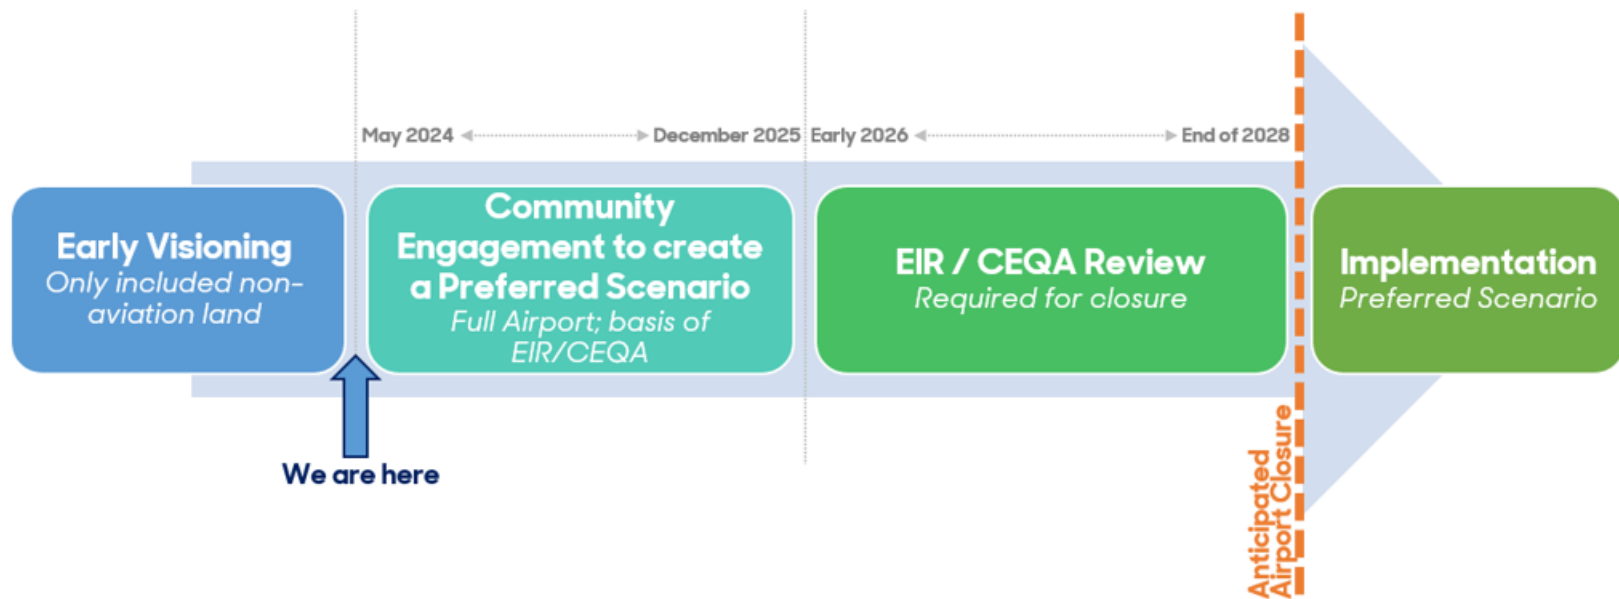 May 2024
December 2025
Early 2026
End of 2028
Early Visioning
Only included non-
aviation land
Community
Engagement to create
a Preferred Scenario
Full Airport; basis of
EIR/CEQA
EIR / CEQA Review
Required for closure
Implementation
Preferred Scenario
We are here
Anticipated
Airport Closure